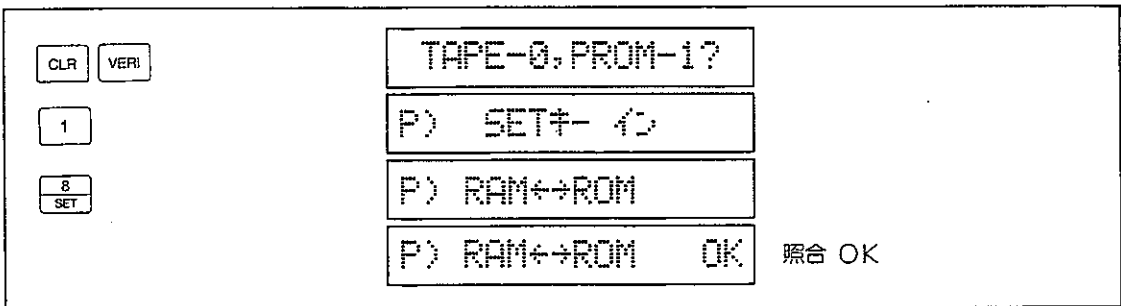 CLR VERI TAPE-0,PROM-1?
1 P) SETキー イン
8 SET P) RAM←→ROM
P) RAM←→ROM OK 照合 OK